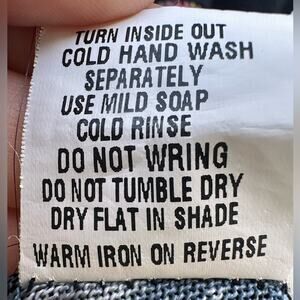 TURN INSIDE OUT
COLD HAND WASH
SEPARATELY
USE MILD SOAP
COLD RINSE
DO NOT WRING
DO NOT TUMBLE DRY
DRY FLAT IN SHADE
WARM IRON ON REVERSE